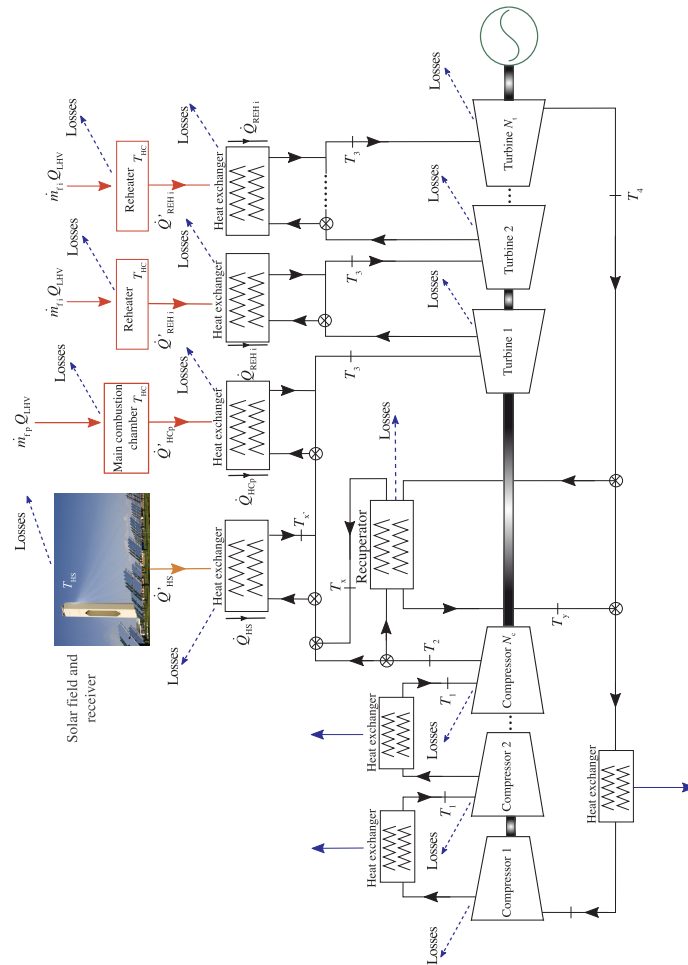 Losses
Solar field and
receiver
T_HS
Q̇'_HS
Losses
Heat exchanger
Q̇_HS
T_x'
ṁ_fp Q_LHV
Losses
Main combustion
chamber T_HC
Q̇'_HCp
Losses
Heat exchanger
Q̇_HCp
T_3
ṁ_fi Q_LHV
Losses
Reheater
T_HC
Q̇'_REH i
Losses
Heat exchanger
Q̇_REH i
T_3
ṁ_fi Q_LHV
Losses
Reheater
T_HC
Q̇'_REH i
Losses
Heat exchanger
Q̇_REH i
T_3
Recuperator
Losses
T_x
T_2
T_y
Heat exchanger
T_1
Heat exchanger
T_1
Losses
Compressor 1
Losses
Compressor 2
Losses
Compressor N_c
Losses
Turbine 1
Losses
Turbine 2
Losses
Turbine N_t
T_4
Heat exchanger